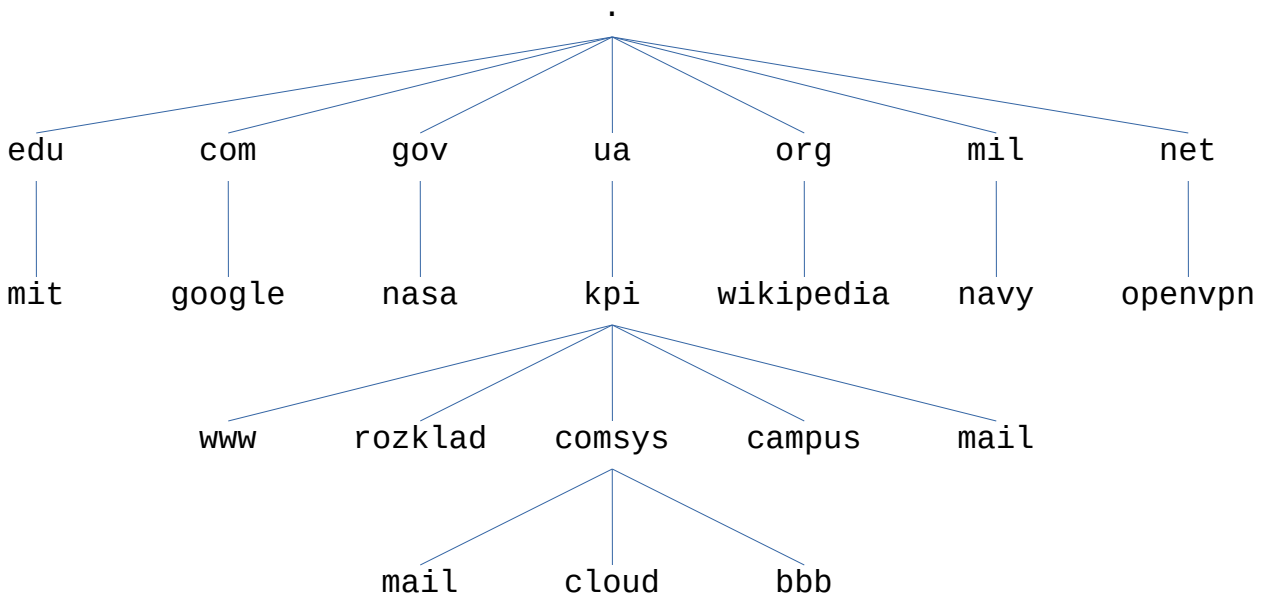 .
edu com gov ua org mil net
mit google nasa kpi wikipedia navy openvpn
www rozklad comsys campus mail
mail cloud bbb